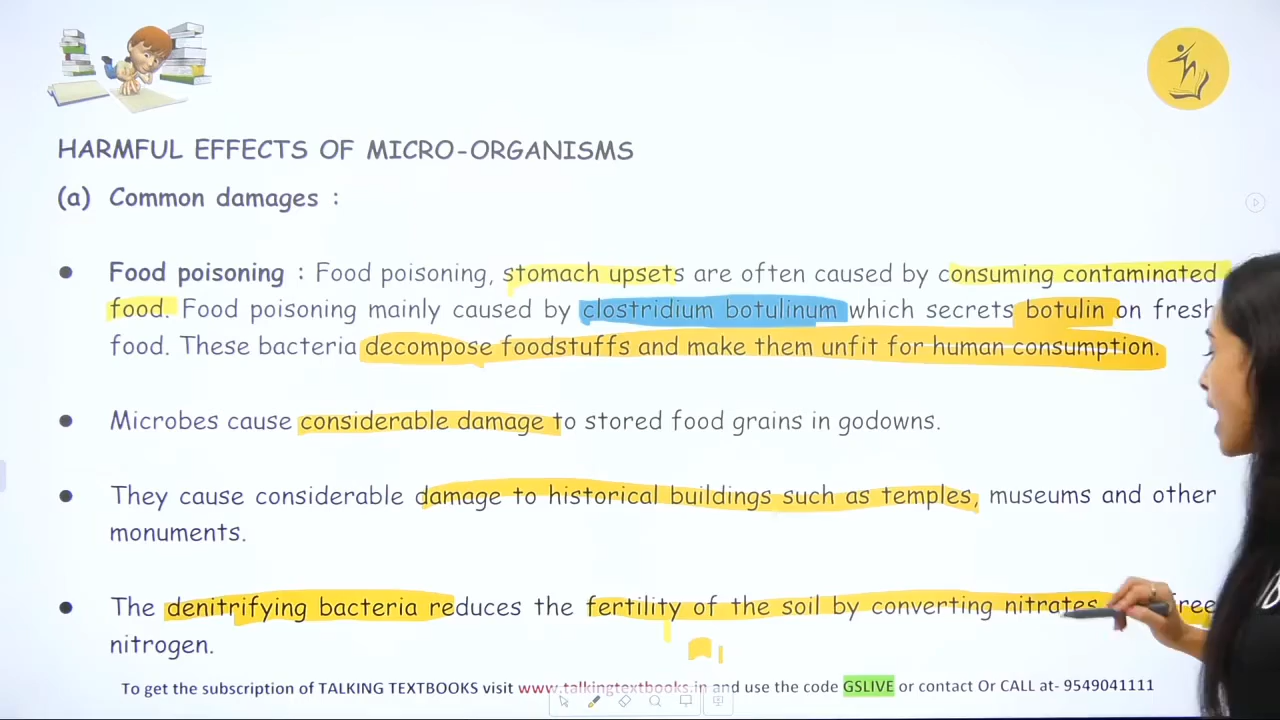 HARMFUL EFFECTS OF MICRO-ORGANISMS
(a) Common damages :
● Food poisoning : Food poisoning, stomach upsets are often caused by consuming contaminated
food. Food poisoning mainly caused by clostridium botulinum which secrets botulin on fresh
food. These bacteria decompose foodstuffs and make them unfit for human consumption.
● Microbes cause considerable damage to stored food grains in godowns.
● They cause considerable damage to historical buildings such as temples, museums and other
monuments.
● The denitrifying bacteria reduces the fertility of the soil by converting nitrates free
nitrogen.
To get the subscription of TALKING TEXTBOOKS visit www.talkingtextbooks.in and use the code GSLIVE or contact Or CALL at- 9549041111